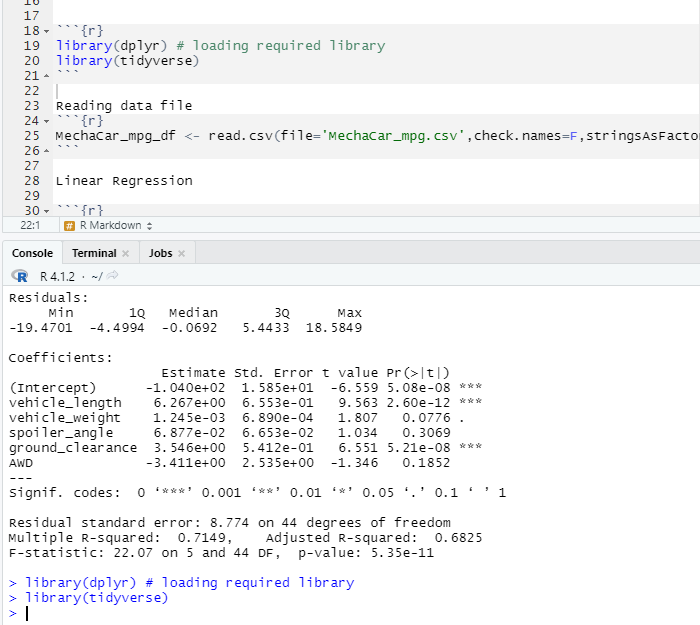 17
18 ```{r}
19 library(dplyr) # loading required library
20 library(tidyverse)
21 ```
22
23 Reading data file
24 ```{r}
25 MechaCar_mpg_df <- read.csv(file='MechaCar_mpg.csv',check.names=F,stringsAsFacto
26 ```
27
28 Linear Regression
29
30 ```{r}
22:1 # R Markdown
Console Terminal × Jobs ×
R R 4.1.2 · ~/
Residuals:
     Min       1Q   Median       3Q      Max
-19.4701  -4.4994  -0.0692   5.4433  18.5849

Coefficients:
                   Estimate Std. Error t value Pr(>|t|)
(Intercept)      -1.040e+02  1.585e+01  -6.559 5.08e-08 ***
vehicle_length    6.267e+00  6.553e-01   9.563 2.60e-12 ***
vehicle_weight    1.245e-03  6.890e-04   1.807   0.0776 .
spoiler_angle     6.877e-02  6.653e-02   1.034   0.3069
ground_clearance  3.546e+00  5.412e-01   6.551 5.21e-08 ***
AWD              -3.411e+00  2.535e+00  -1.346   0.1852
---
Signif. codes:  0 ‘***’ 0.001 ‘**’ 0.01 ‘*’ 0.05 ‘.’ 0.1 ‘ ’ 1

Residual standard error: 8.774 on 44 degrees of freedom
Multiple R-squared:  0.7149,    Adjusted R-squared:  0.6825
F-statistic: 22.07 on 5 and 44 DF,  p-value: 5.35e-11

> library(dplyr) # loading required library
> library(tidyverse)
>